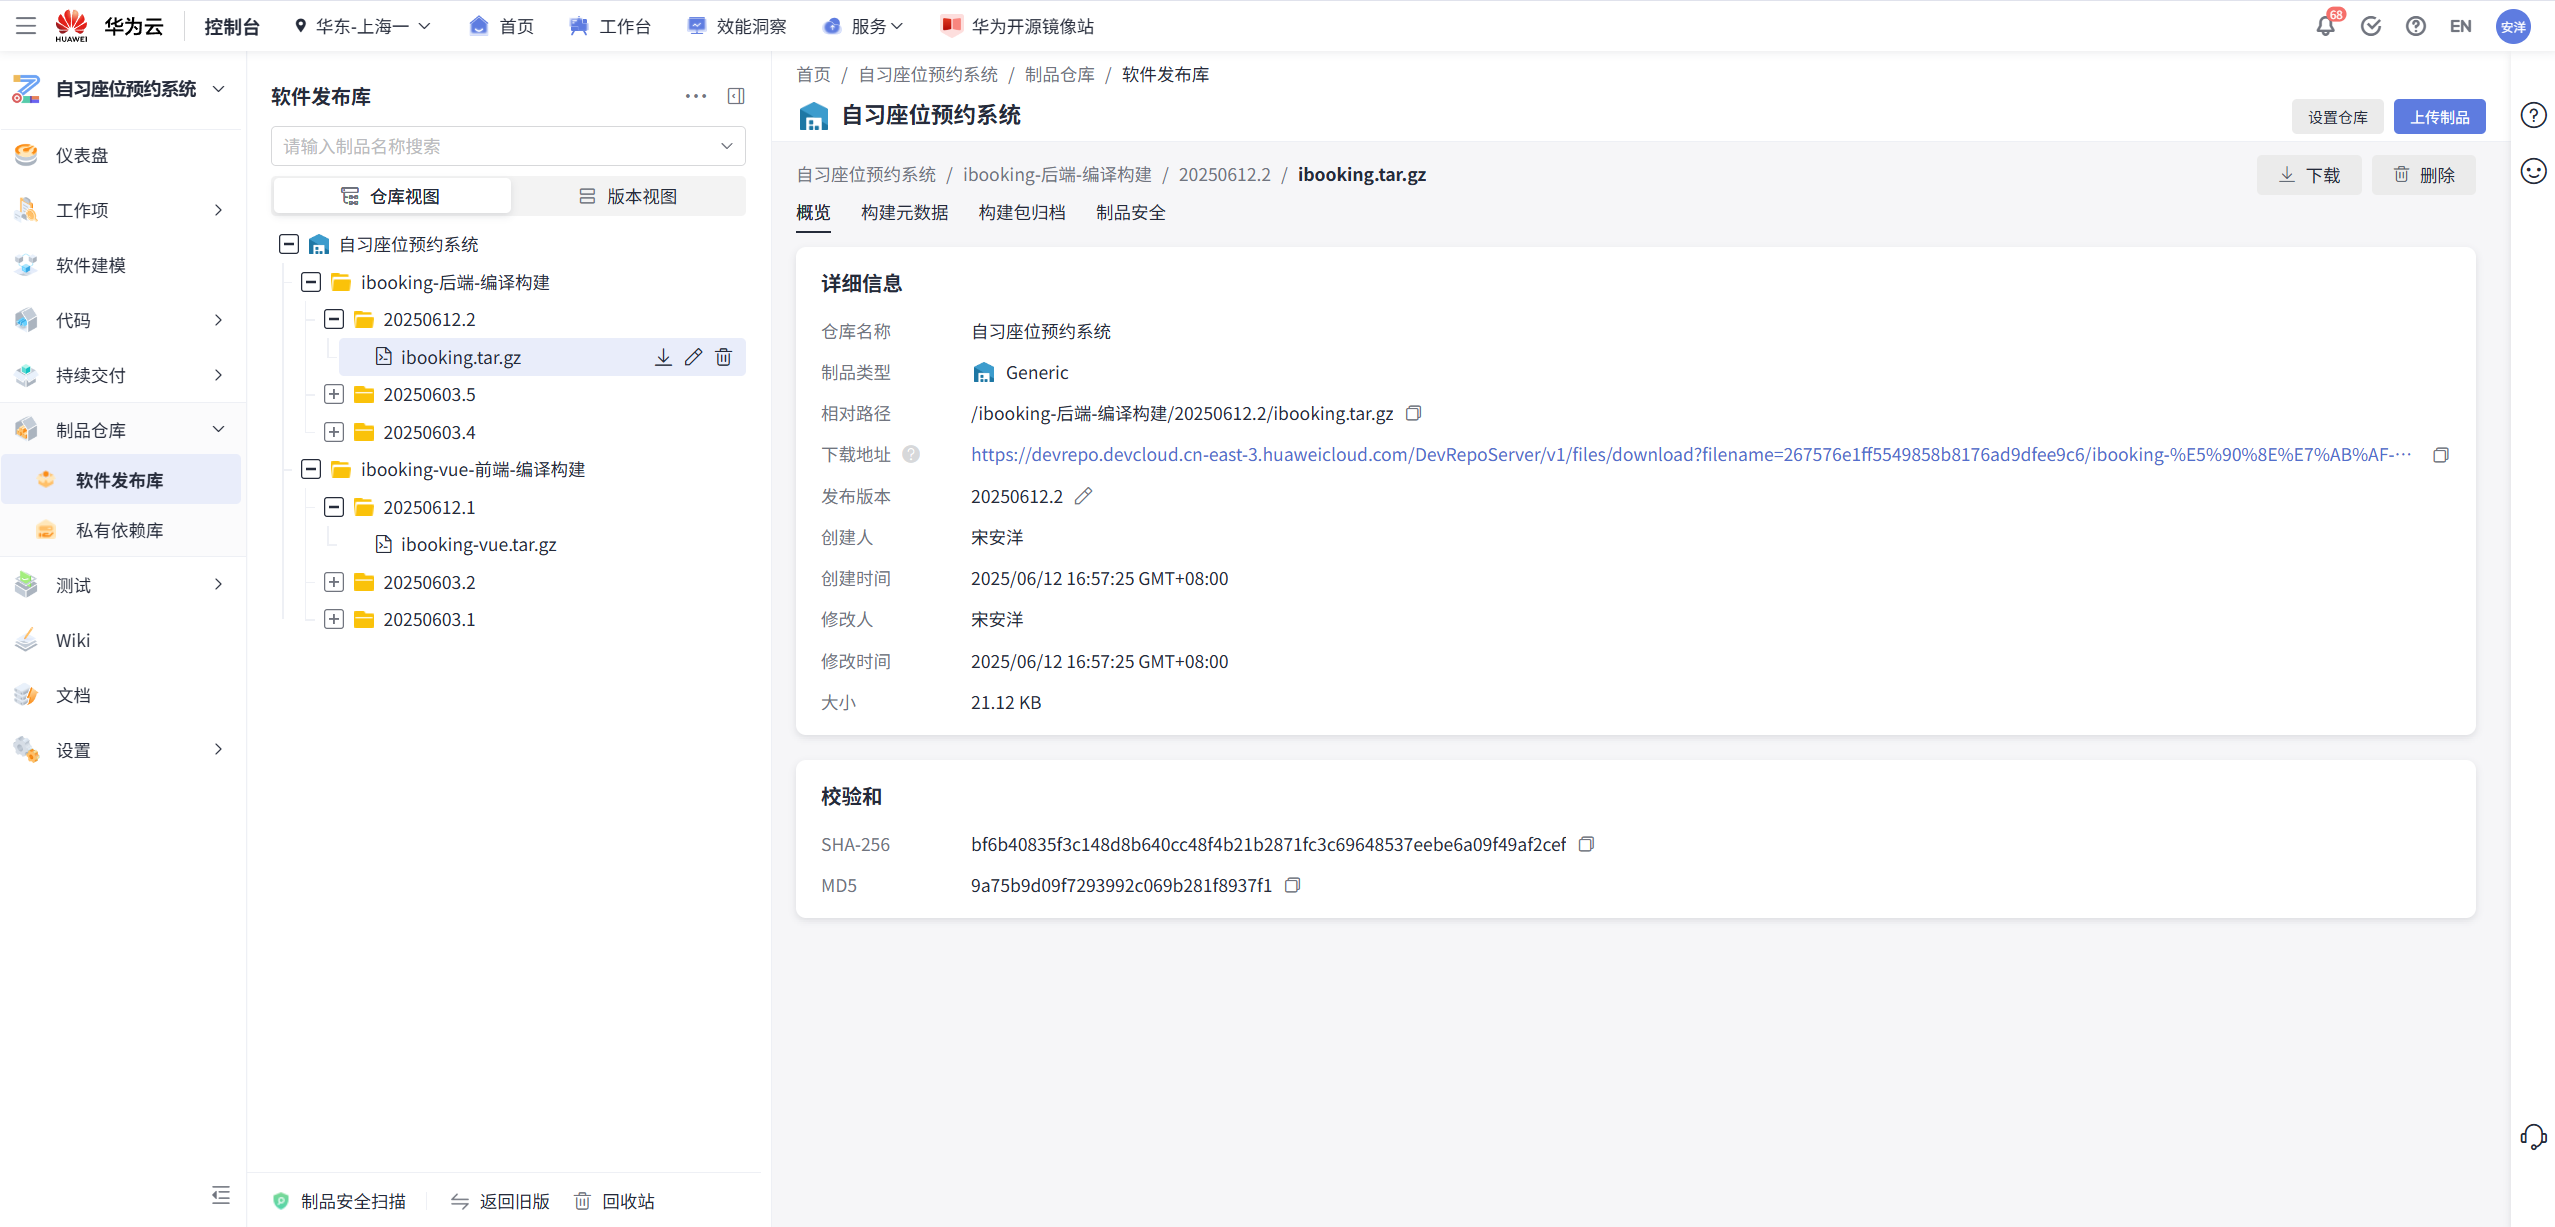 HUAWEI 华为云 控制台 华东-上海一 首页 工作台 效能洞察 服务 华为开源镜像站 68 EN 安洋
自习座位预约系统
仪表盘
工作项
软件建模
代码
持续交付
制品仓库
软件发布库
私有依赖库
测试
Wiki
文档
设置
软件发布库
请输入制品名称搜索
仓库视图 版本视图
自习座位预约系统
ibooking-后端-编译构建
20250612.2
ibooking.tar.gz
20250603.5
20250603.4
ibooking-vue-前端-编译构建
20250612.1
ibooking-vue.tar.gz
20250603.2
20250603.1
制品安全扫描 返回旧版 回收站
首页 / 自习座位预约系统 / 制品仓库 / 软件发布库
自习座位预约系统
设置仓库 上传制品
自习座位预约系统 / ibooking-后端-编译构建 / 20250612.2 / ibooking.tar.gz
下载 删除
概览 构建元数据 构建包归档 制品安全
详细信息
仓库名称 自习座位预约系统
制品类型 Generic
相对路径 /ibooking-后端-编译构建/20250612.2/ibooking.tar.gz
下载地址 https://devrepo.devcloud.cn-east-3.huaweicloud.com/DevRepoServer/v1/files/download?filename=267576e1ff5549858b8176ad9dfee9c6/ibooking-%E5%90%8E%E7%AB%AF-···
发布版本 20250612.2
创建人 宋安洋
创建时间 2025/06/12 16:57:25 GMT+08:00
修改人 宋安洋
修改时间 2025/06/12 16:57:25 GMT+08:00
大小 21.12 KB
校验和
SHA-256 bf6b40835f3c148d8b640cc48f4b21b2871fc3c69648537eebe6a09f49af2cef
MD5 9a75b9d09f7293992c069b281f8937f1